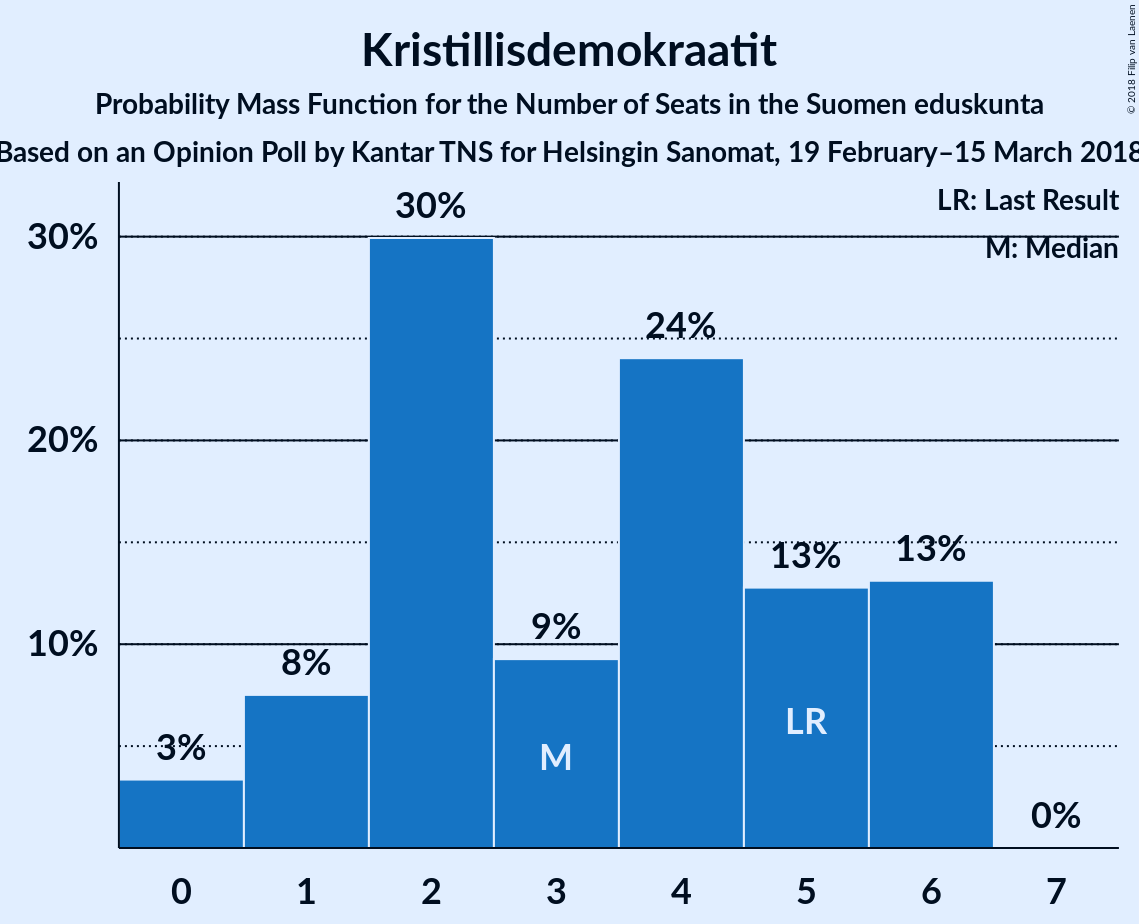 Kristillisdemokraatit
Probability Mass Function for the Number of Seats in the Suomen eduskunta
Based on an Opinion Poll by Kantar TNS for Helsingin Sanomat, 19 February–15 March 2018
© 2018 Filip van Laenen
LR: Last Result
M: Median
30%
20%
10%
3%
8%
30%
9%
24%
13%
13%
0%
M
LR
0 1 2 3 4 5 6 7